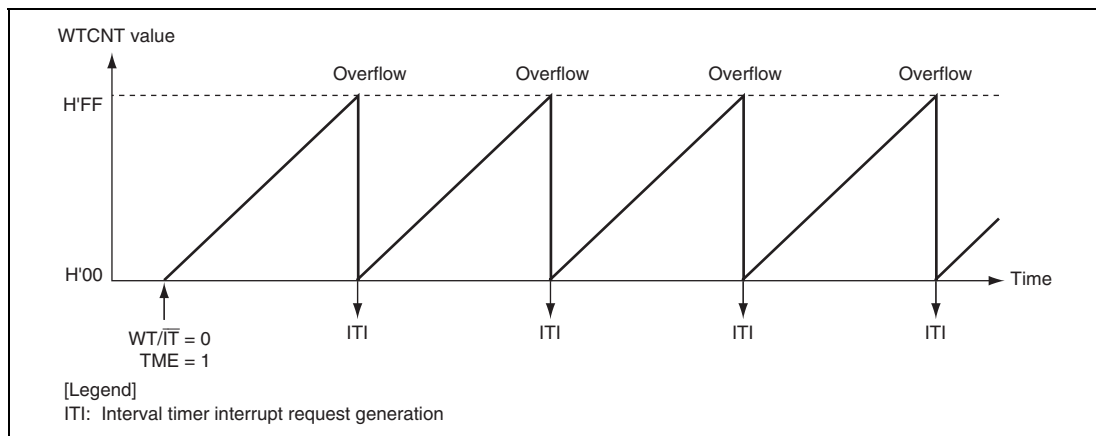 WTCNT value
Overflow Overflow Overflow Overflow
H'FF
H'00
Time
WT/I̅T̅ = 0
TME = 1
ITI ITI ITI ITI
[Legend]
ITI: Interval timer interrupt request generation